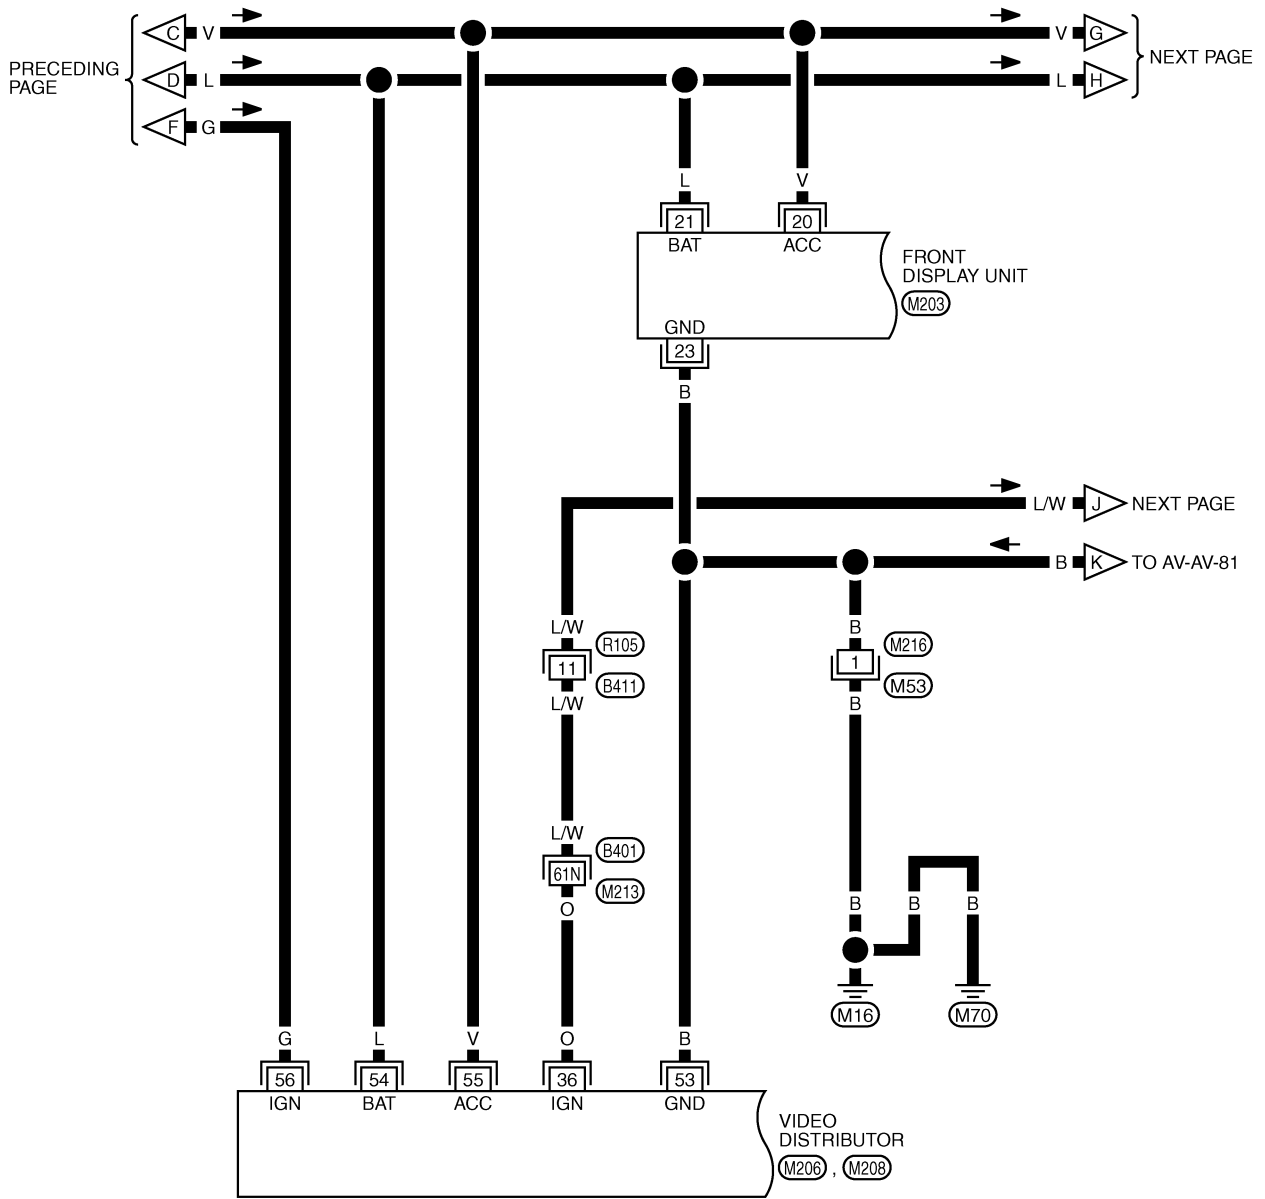 C V V G
PRECEDING
PAGE
D L L H
NEXT PAGE
F G
L V
21 20
BAT ACC
FRONT
DISPLAY UNIT
M203
GND
23
B
L/W J NEXT PAGE
B K TO AV-AV-81
L/W R105
11
B411
L/W
B M216
1
M53
B
L/W B401
61N
M213
O
B B B
M16 M70
G L V O B
56 54 55 36 53
IGN BAT ACC IGN GND
VIDEO
DISTRIBUTOR
M206 , M208